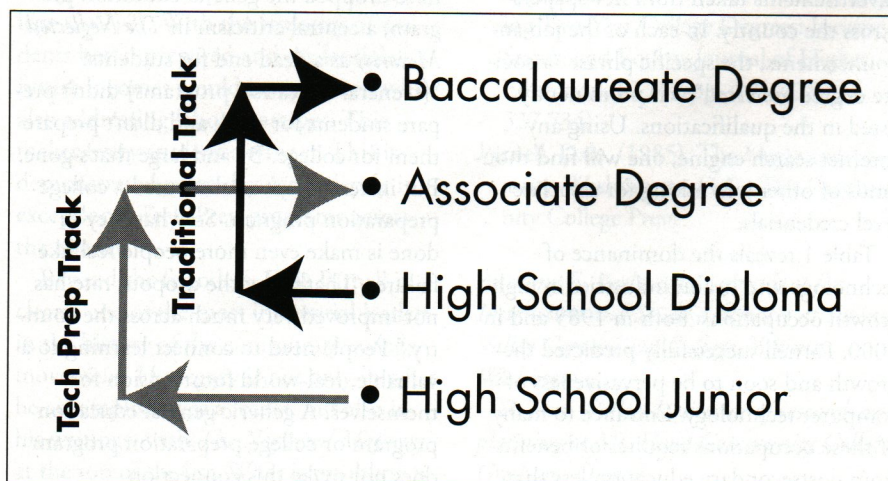 Baccalaureate Degree
Associate Degree
High School Diploma
High School Junior
Traditional Track
Tech Prep Track